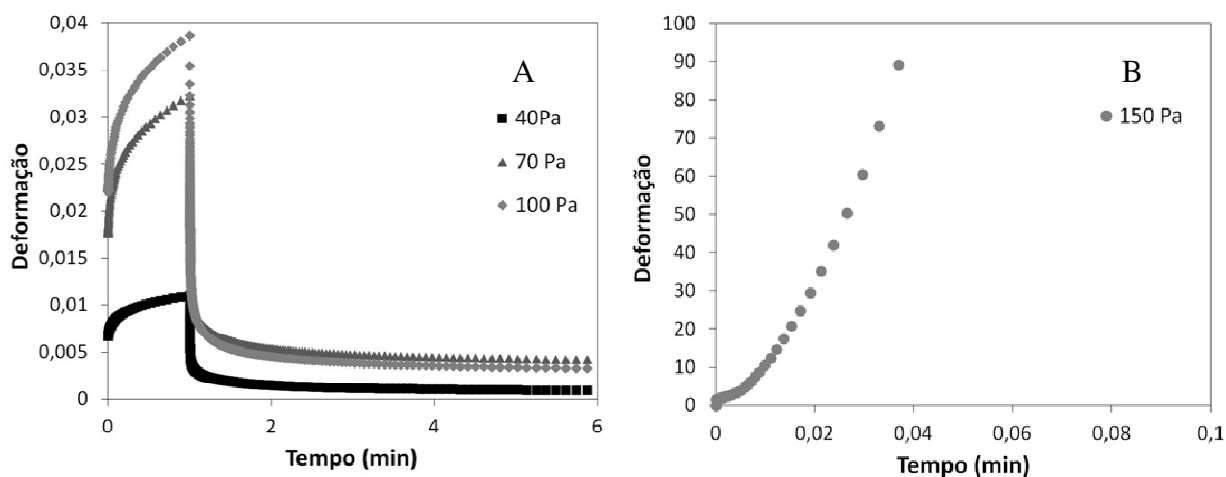 0,04
0,035
0,03
0,025
0,02
0,015
0,01
0,005
0
Deformação
A
40Pa
70 Pa
100 Pa
0 2 4 6
Tempo (min)
100
90
80
70
60
50
40
30
20
10
0
Deformação
B
150 Pa
0 0,02 0,04 0,06 0,08 0,1
Tempo (min)